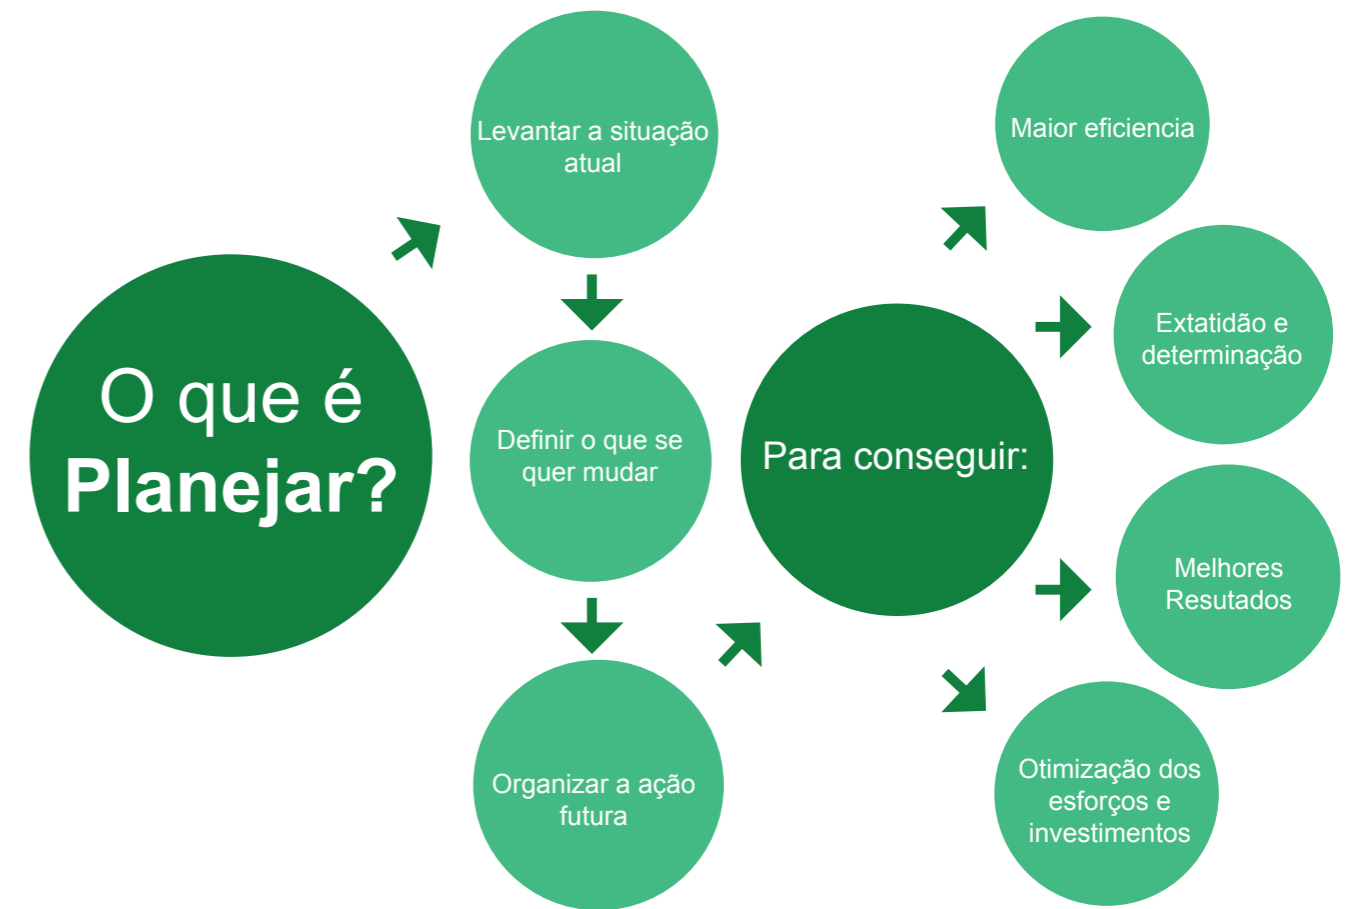 O que é
Planejar?
Levantar a situação
atual
Definir o que se
quer mudar
Organizar a ação
futura
Para conseguir:
Maior eficiencia
Extatidão e
determinação
Melhores
Resutados
Otimização dos
esforços e
investimentos